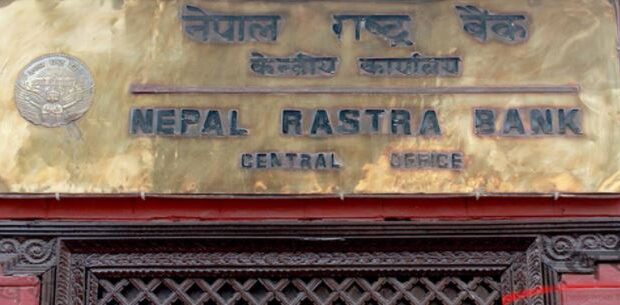 नेपाल राष्ट्र बैंक
केन्द्रीय कार्यालय
NEPAL RASTRA BANK
CENTRAL OFFICE